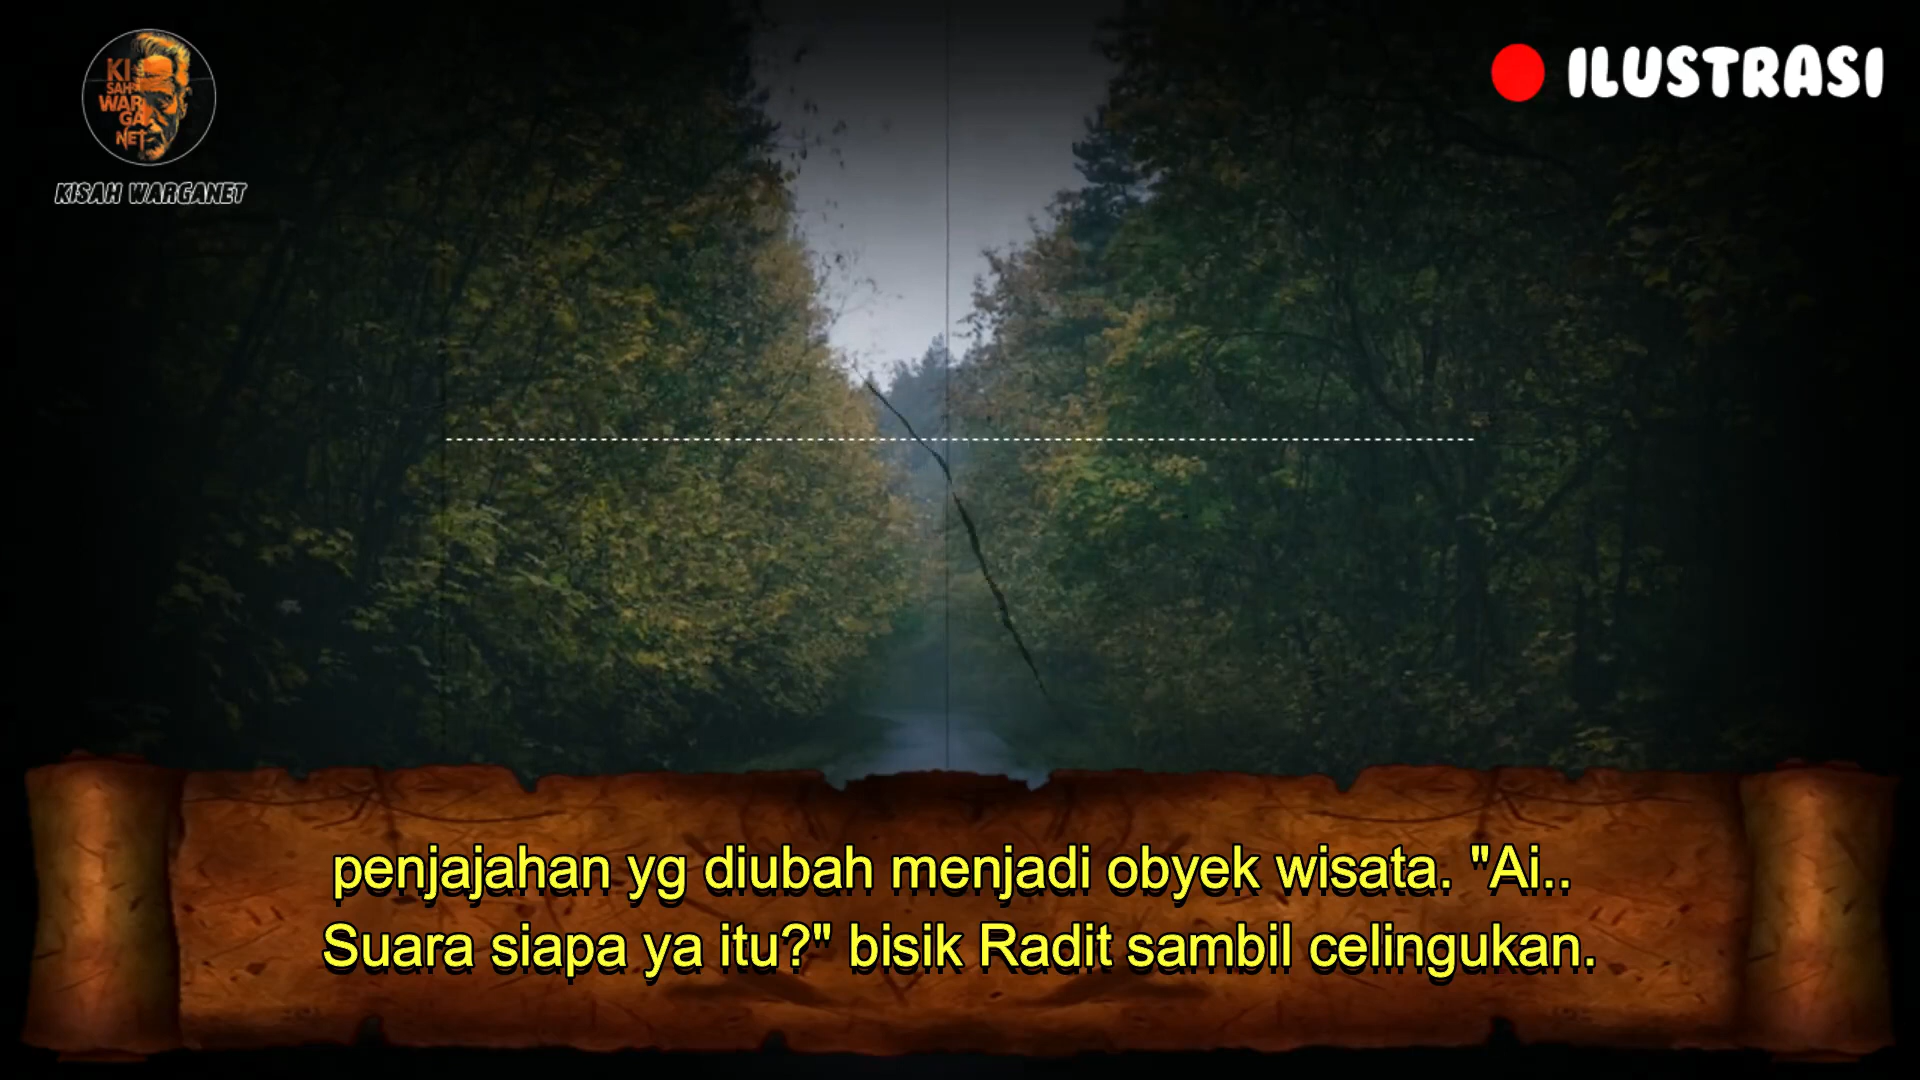 KI
SAH
WAR
GA
NET
KISAH WARGANET
ILUSTRASI
penjajahan yg diubah menjadi obyek wisata. "Ai..
Suara siapa ya itu?" bisik Radit sambil celingukan.